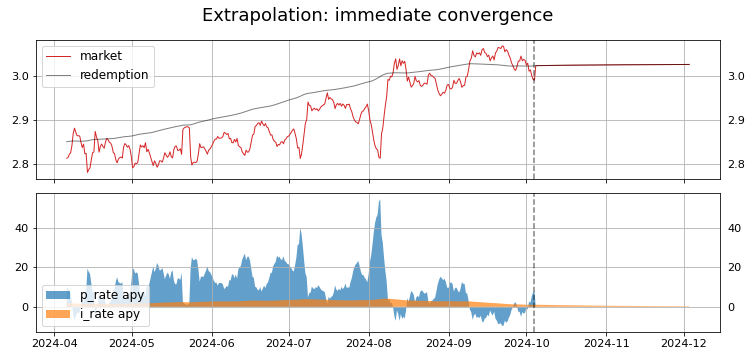 Extrapolation: immediate convergence
market
redemption
3.0 3.0
2.9 2.9
2.8 2.8
40 40
20 20
0 0
p_rate apy
i_rate apy
2024-04 2024-05 2024-06 2024-07 2024-08 2024-09 2024-10 2024-11 2024-12